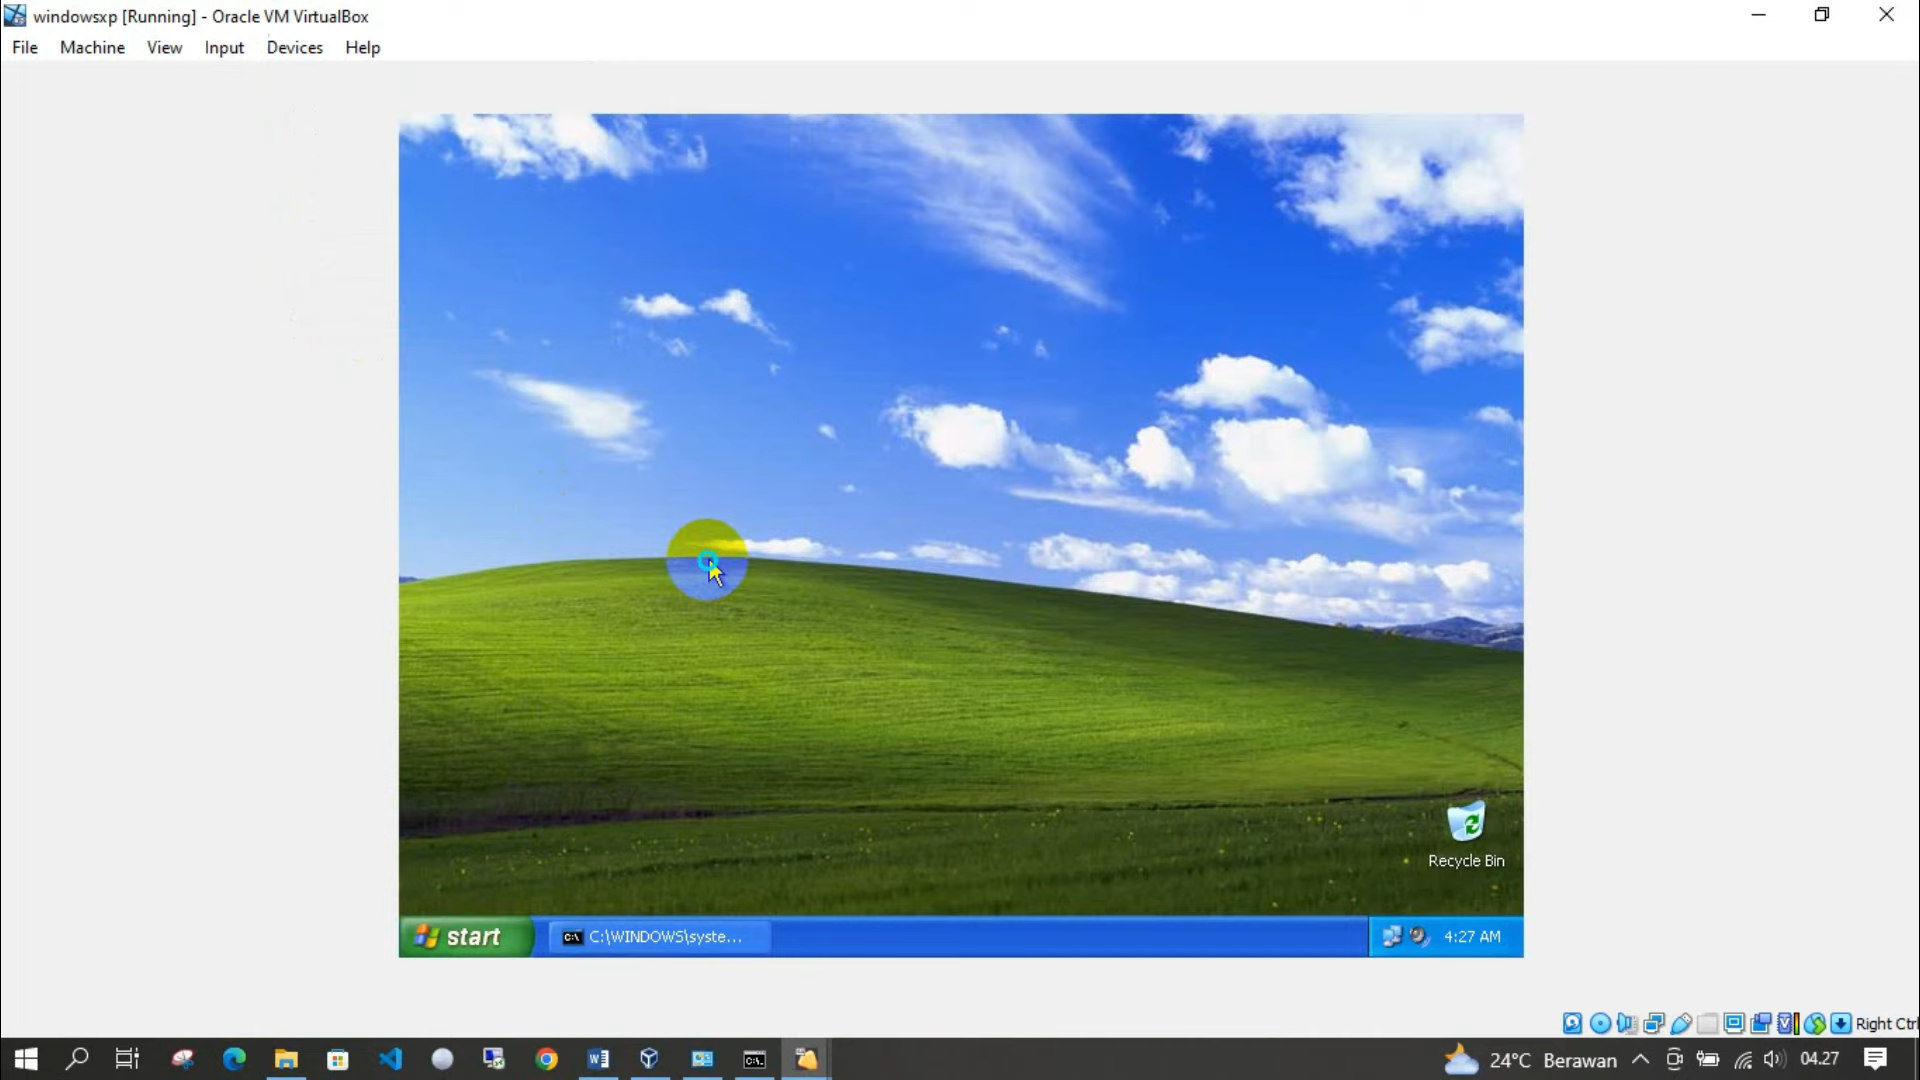 windowsxp [Running] - Oracle VM VirtualBox
File Machine View Input Devices Help
Recycle Bin
start C:\WINDOWS\syste... 4:27 AM
Right Ctrl
24°C Berawan 04.27